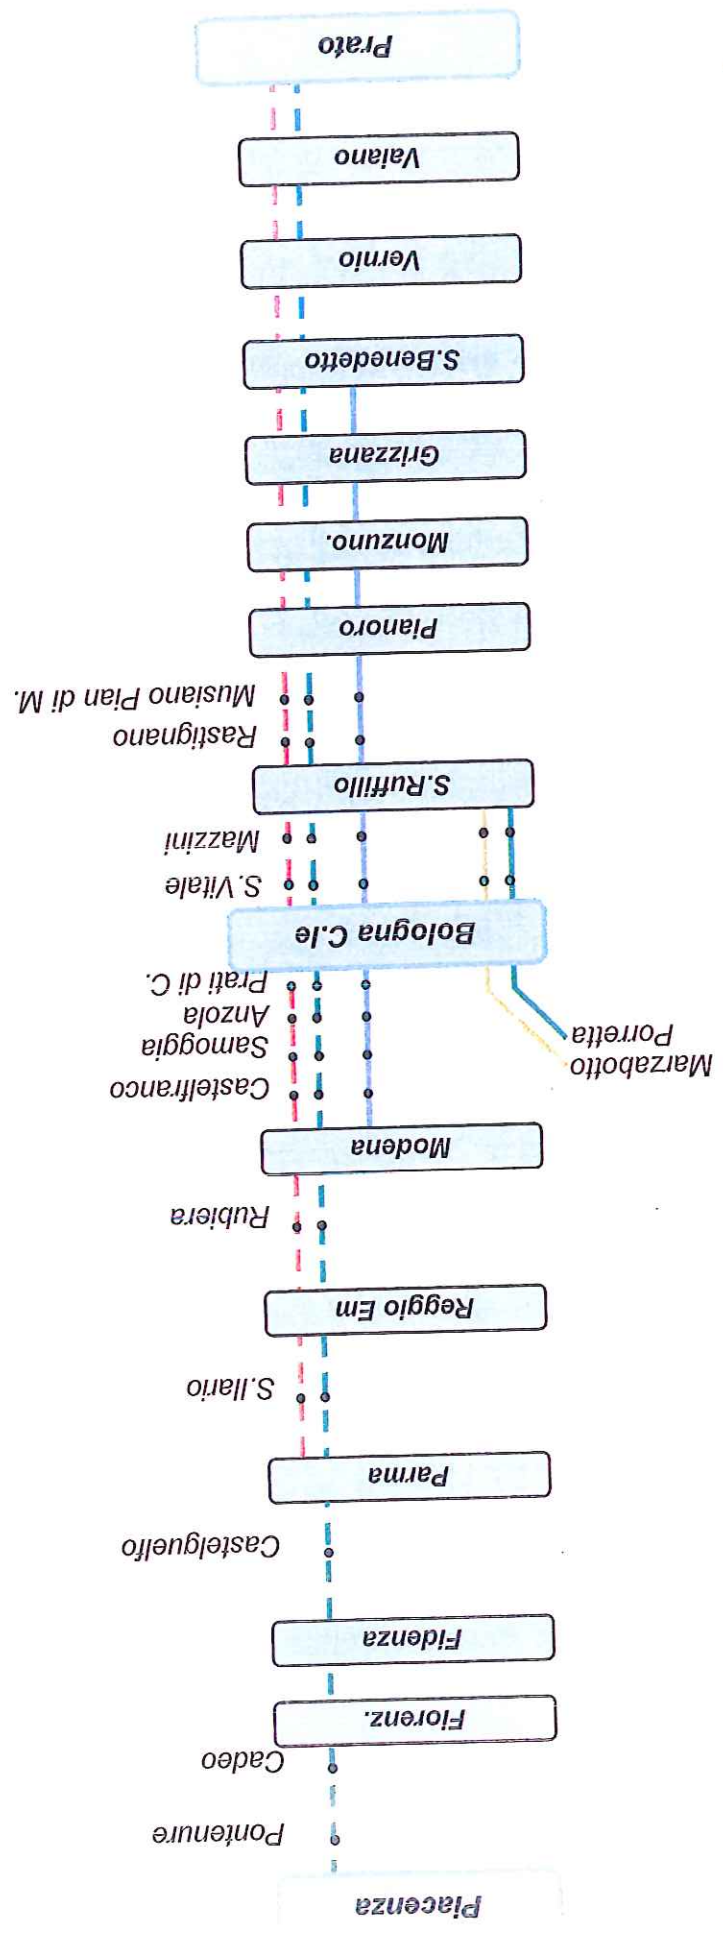 Piacenza
Pontenure
Cadeo
Fiorenz.
Fidenza
Castelguelfo
Parma
S.Ilario
Reggio Em
Rubiera
Modena
Castelfranco
Samoggia
Anzola
Prati di C.
Marzabotto
Porretta
Bologna C.le
S.Vitale
Mazzini
S.Ruffillo
Rastignano
Musiano Pian di M.
Pianoro
Monzuno.
Grizzana
S.Benedetto
Vernio
Vaiano
Prato